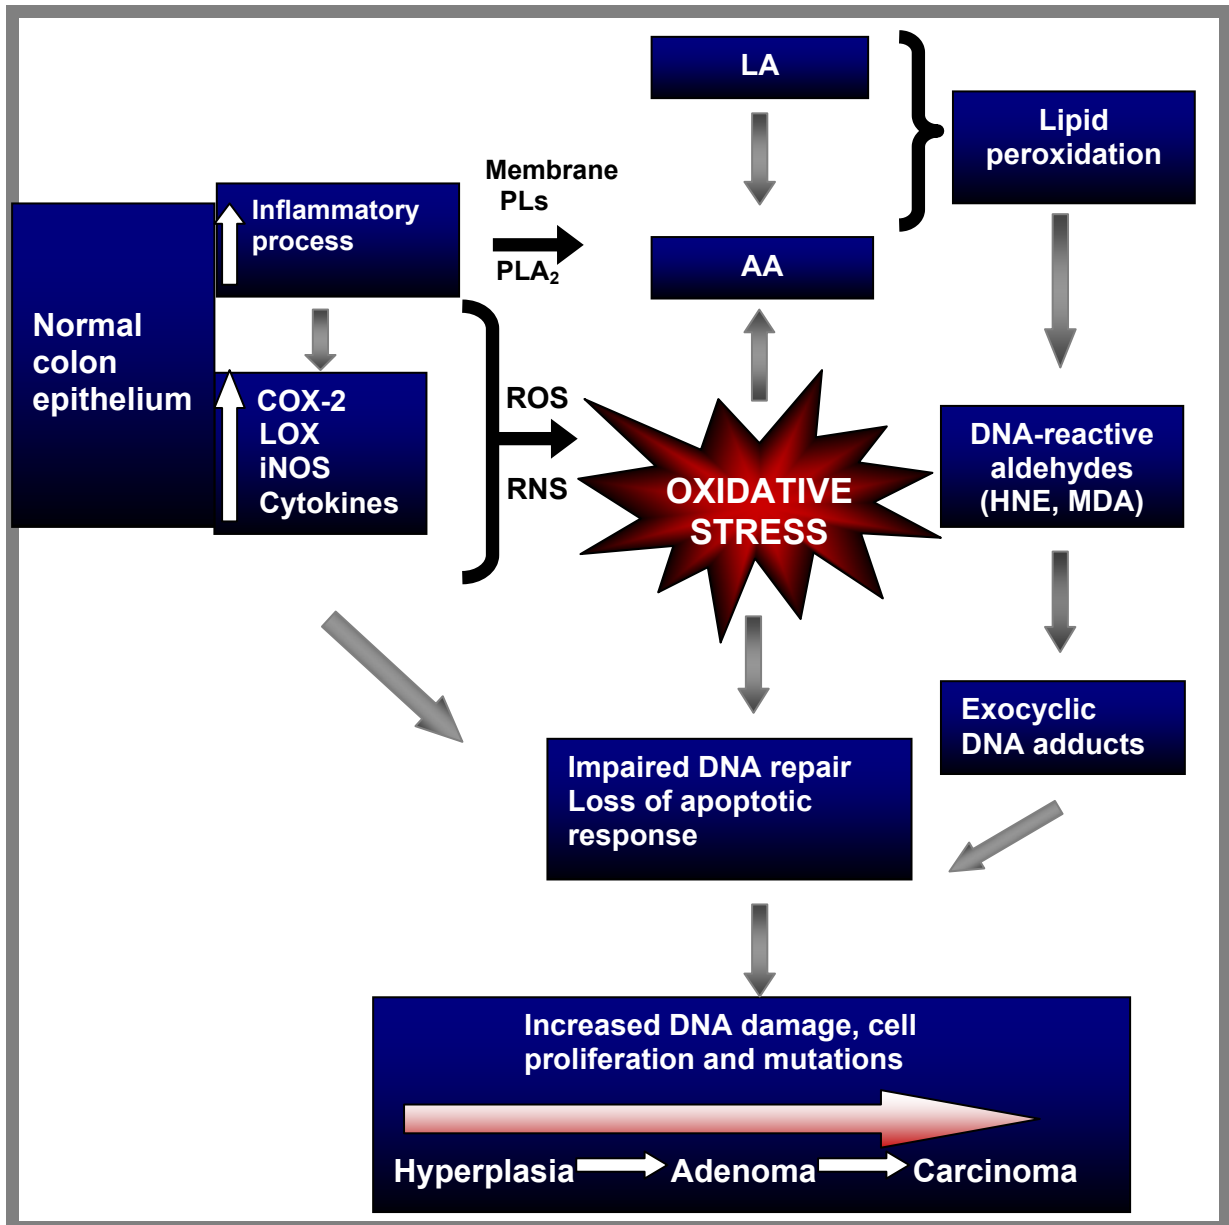 LA
Lipid
peroxidation
Membrane
PLs
PLA₂
Inflammatory
process
AA
Normal
colon
epithelium
COX-2
LOX
iNOS
Cytokines
ROS
RNS
OXIDATIVE
STRESS
DNA-reactive
aldehydes
(HNE, MDA)
Exocyclic
DNA adducts
Impaired DNA repair
Loss of apoptotic
response
Increased DNA damage, cell
proliferation and mutations
Hyperplasia Adenoma Carcinoma